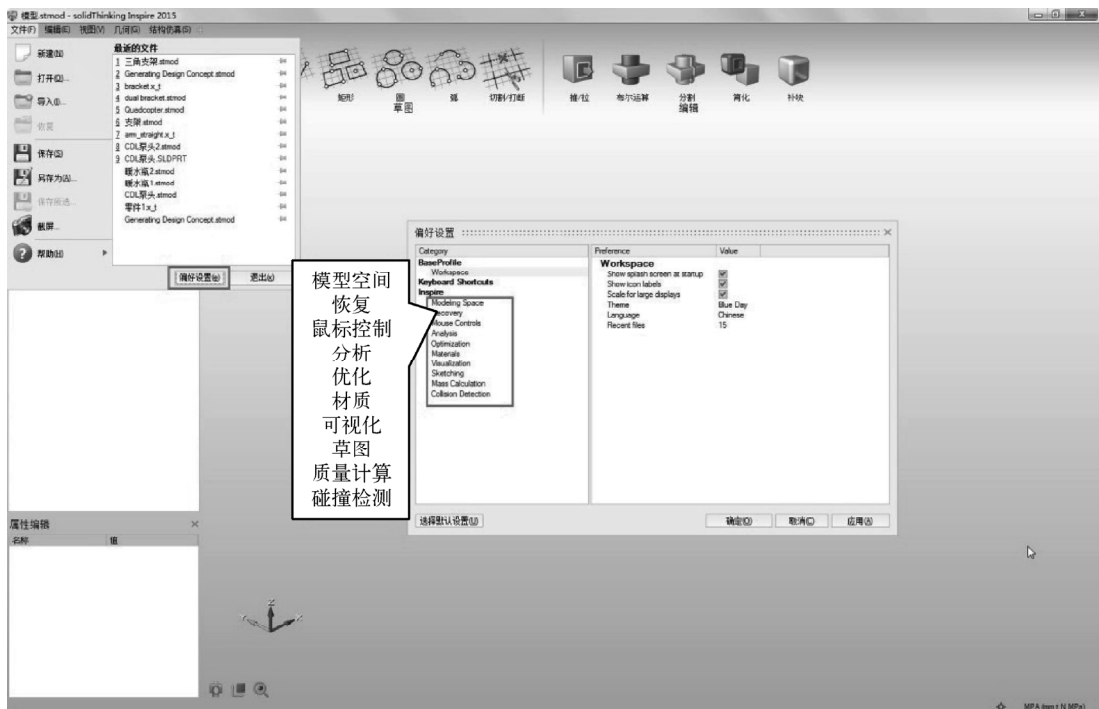 模型.stmod - solidThinking Inspire 2015
文件(F) 编辑(E) 视图(V) 几何(G) 结构仿真(S)
新建(N)
打开(O)...
导入(I)...
恢复
保存(S)
另存为(A)...
保存所选...
截屏...
帮助(H)
最近的文件
1 三角支架.stmod
2 Generating Design Concept.stmod
3 bracket.x_t
4 dual bracket.stmod
5 Quadcopter.stmod
6 支架.stmod
7 arm_straight.x_t
8 CDL泵头2.stmod
9 CDL泵头.SLDPRT
暖水瓶2.stmod
暖水瓶1.stmod
CDL泵头.stmod
零件1.x_t
Generating Design Concept.stmod
偏好设置(e) 退出(x)
矩形 圆 弧 切割/打断
草图
推/拉 布尔运算 分割 简化 补块
编辑
模型空间
恢复
鼠标控制
分析
优化
材质
可视化
草图
质量计算
碰撞检测
偏好设置
Category
BaseProfile
Workspace
Keyboard Shortcuts
Inspire
Modeling Space
Recovery
Mouse Controls
Analysis
Optimization
Materials
Visualization
Sketching
Mass Calculation
Collision Detection
Preference Value
Workspace
Show splash screen at startup
Show icon labels
Scale for large displays
Theme Blue Day
Language Chinese
Recent files 15
选择默认设置(U) 确定(O) 取消(C) 应用(A)
属性编辑
名称 值
Z
MPA (mm t N MPa)